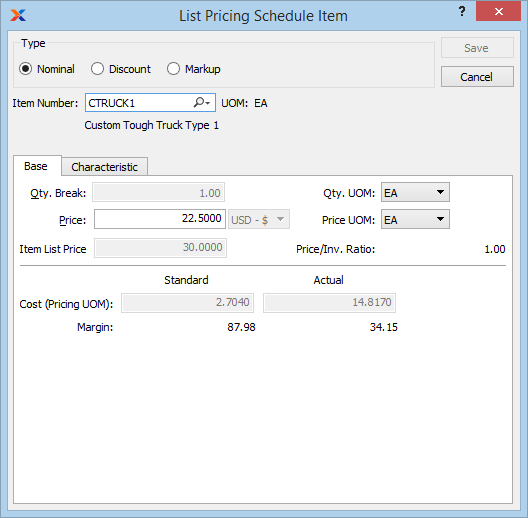 List Pricing Schedule Item ?
Type
Nominal Discount Markup
Save
Cancel
Item Number: CTRUCK1 UOM: EA
Custom Tough Truck Type 1
Base Characteristic
Qty. Break: 1.00 Qty. UOM: EA
Price: 22.5000 USD - $ Price UOM: EA
Item List Price 30.0000 Price/Inv. Ratio: 1.00
Standard Actual
Cost (Pricing UOM): 2.7040 14.8170
Margin: 87.98 34.15